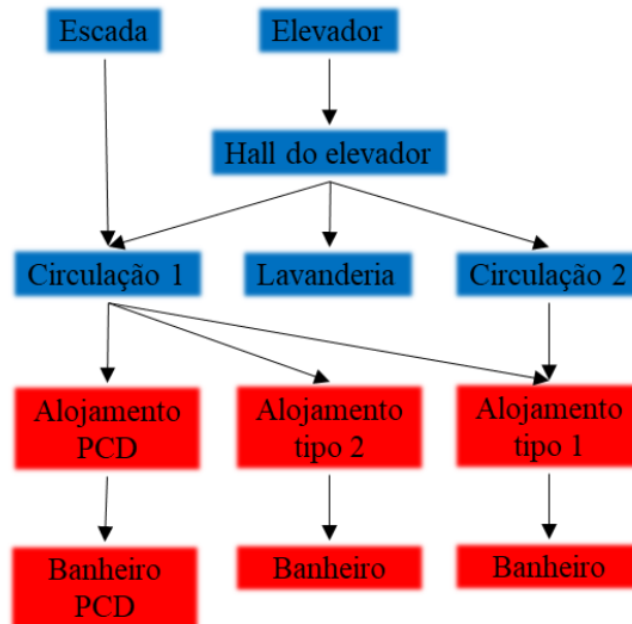 Escada
Elevador
Hall do elevador
Circulação 1
Lavanderia
Circulação 2
Alojamento
PCD
Alojamento
tipo 2
Alojamento
tipo 1
Banheiro
PCD
Banheiro
Banheiro